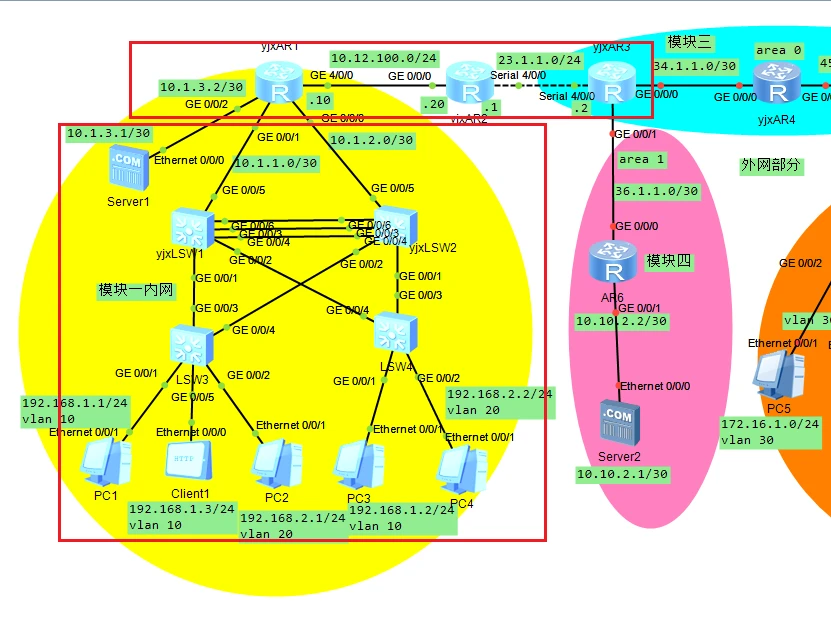 yjxAR1
yjxAR3
模块三
10.12.100.0/24
23.1.1.0/24
area 0
34.1.1.0/30
45
10.1.3.2/30
GE 4/0/0
GE 0/0/0
Serial 4/0/0
Serial 4/0/0
GE 0/0/0
GE 0/0/0
GE 0/
GE 0/0/2
.10
.20
.1
.2
yjxAR2
yjxAR4
GE 0/0/0
10.1.3.1/30
GE 0/0/1
10.1.2.0/30
GE 0/0/1
.COM
Ethernet 0/0/0
10.1.1.0/30
area 1
外网部分
GE 0/0/5
GE 0/0/5
36.1.1.0/30
Server1
GE 0/0/6
GE 0/0/6
GE 0/0/3
GE 0/0/3
GE 0/0/4
GE 0/0/4
GE 0/0/0
yjxLSW1
yjxLSW2
GE 0/0/2
GE 0/0/2
模块四
GE 0/0/2
GE 0/0/1
GE 0/0/1
模块一内网
GE 0/0/3
GE 0/0/3
AR6
GE 0/0/4
GE 0/0/4
GE 0/0/1
10.10.2.2/30
vlan 30
Ethernet 0/0/1
LSW3
LSW4
GE 0/0/1
GE 0/0/2
GE 0/0/1
GE 0/0/2
GE 0/0/5
Ethernet 0/0/0
192.168.1.1/24
vlan 10
192.168.2.2/24
vlan 20
PC5
172.16.1.0/24
vlan 30
Ethernet 0/0/1
Ethernet 0/0/0
Ethernet 0/0/1
Ethernet 0/0/1
Ethernet 0/0/1
.COM
HTTP
Server2
10.10.2.1/30
PC1
Client1
PC2
PC3
PC4
192.168.1.3/24
vlan 10
192.168.2.1/24
vlan 20
192.168.1.2/24
vlan 10